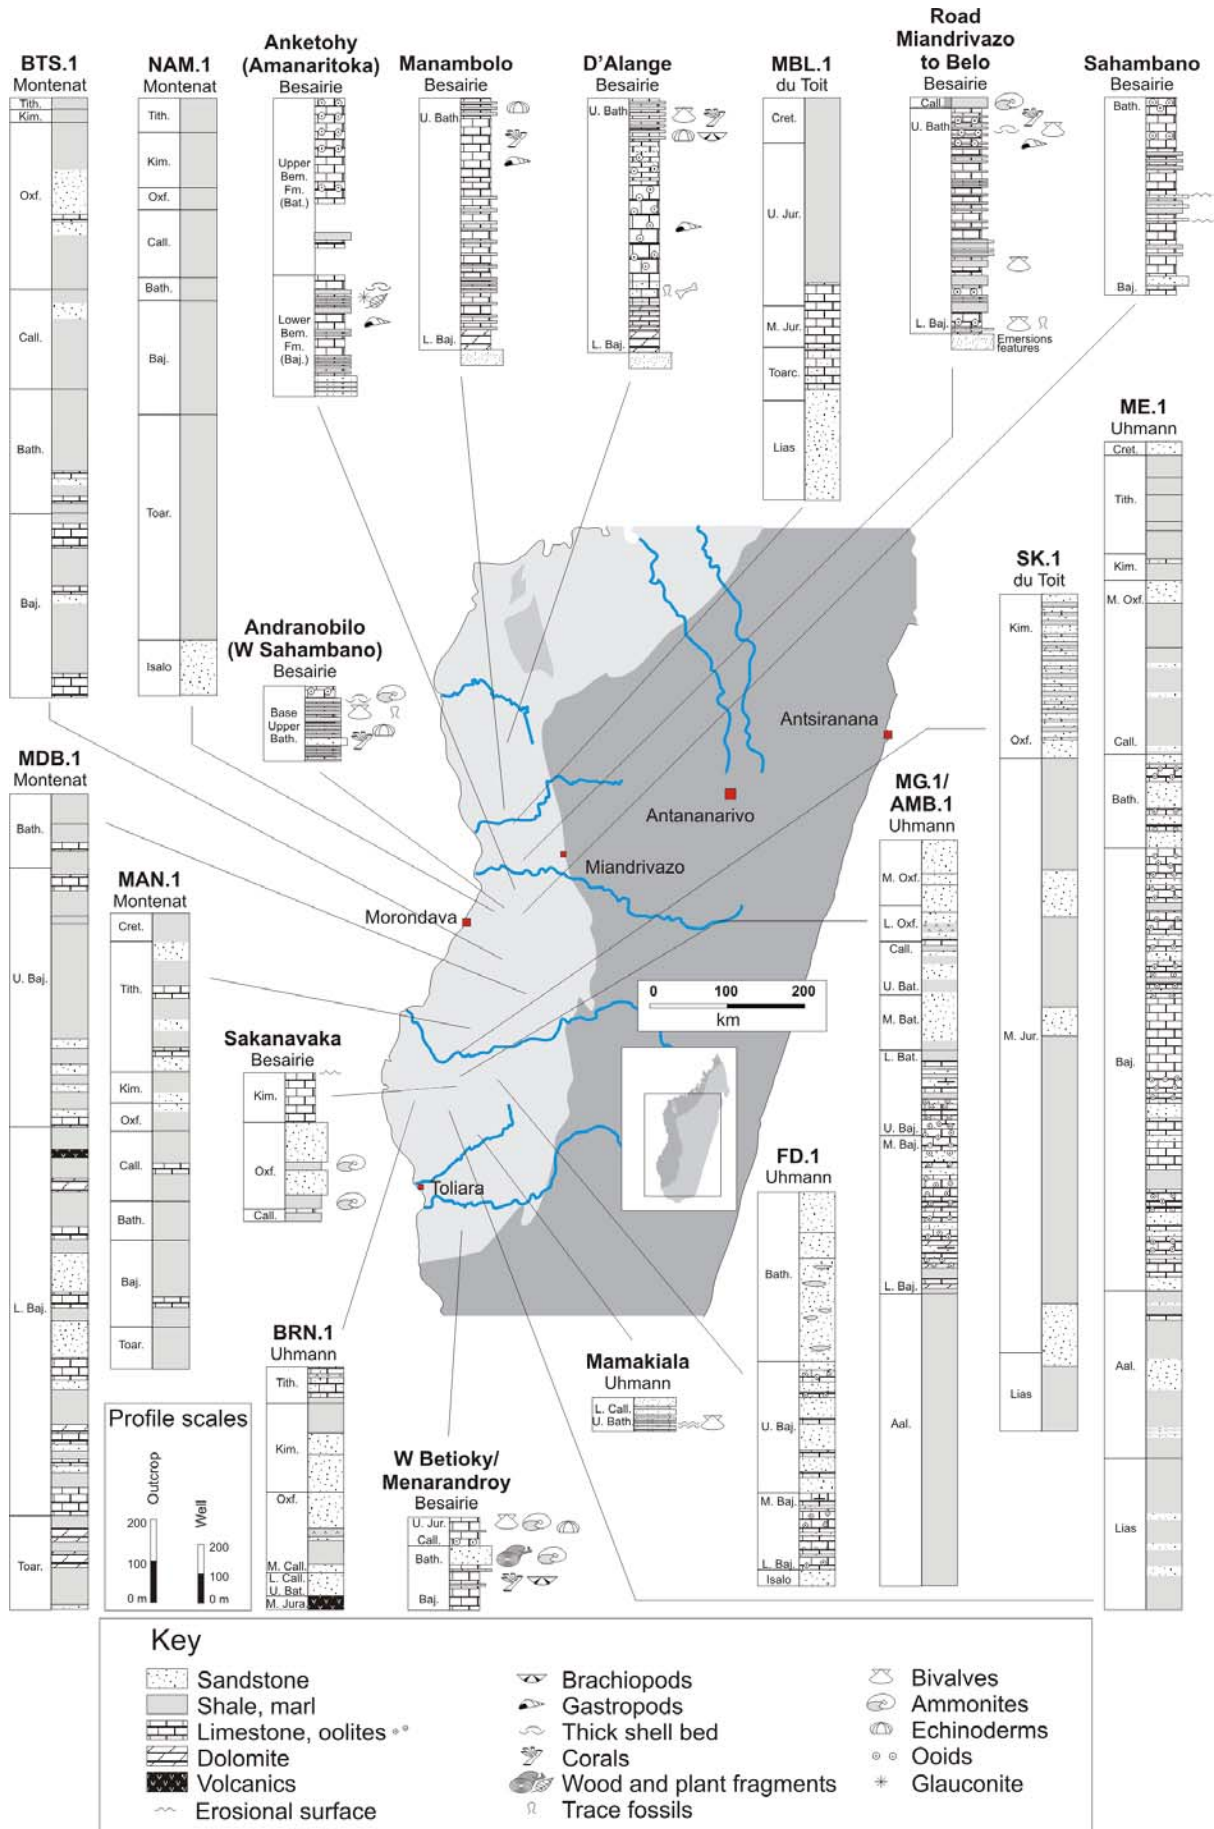 BTS.1
Montenat
Tith.
Kim.
Oxf.
Call.
Bath.
Baj.
NAM.1
Montenat
Tith.
Kim.
Oxf.
Call.
Bath.
Baj.
Toar.
Isalo
Anketohy
(Amanaritoka)
Besairie
Upper
Bem.
Fm.
(Bat.)
Lower
Bem.
Fm.
(Baj.)
Manambolo
Besairie
U. Bath.
L. Baj.
D'Alange
Besairie
U. Bath.
L. Baj.
MBL.1
du Toit
Cret.
U. Jur.
M. Jur.
Toarc.
Lias
Road
Miandrivazo
to Belo
Besairie
Call.
U. Bath.
L. Baj.
Emersions
features
Sahambano
Besairie
Bath.
Baj.
ME.1
Uhmann
Cret.
Tith.
Kim.
M. Oxf.
Call.
Bath.
Baj.
Aal.
Lias
SK.1
du Toit
Kim.
Oxf.
M. Jur.
Lias
Andranobilo
(W Sahambano)
Besairie
Base
Upper
Bath.
MDB.1
Montenat
Bath.
U. Baj.
L. Baj.
Toar.
MAN.1
Montenat
Cret.
Tith.
Kim.
Oxf.
Call.
Bath.
Baj.
Toar.
Antsiranana
Antananarivo
Miandrivazo
Morondava
Toliara
0 100 200
km
MG.1/
AMB.1
Uhmann
M. Oxf.
L. Oxf.
Call.
U. Bat.
M. Bat.
L. Bat.
U. Baj.
M. Baj.
L. Baj.
Aal.
Sakanavaka
Besairie
Kim.
Oxf.
Call.
FD.1
Uhmann
Bath.
U. Baj.
M. Baj.
L. Baj.
Isalo
BRN.1
Uhmann
Tith.
Kim.
Oxf.
M. Call.
L. Call.
U. Bat.
M. Jura.
Mamakiala
Uhmann
L. Call.
U. Bath.
W Betioky/
Menarandroy
Besairie
U. Jur.
Call.
Bath.
Baj.
Profile scales
Outcrop
200
100
0 m
Well
200
100
0 m
Key
Sandstone
Shale, marl
Limestone, oolites
Dolomite
Volcanics
Erosional surface
Brachiopods
Gastropods
Thick shell bed
Corals
Wood and plant fragments
Trace fossils
Bivalves
Ammonites
Echinoderms
Ooids
Glauconite